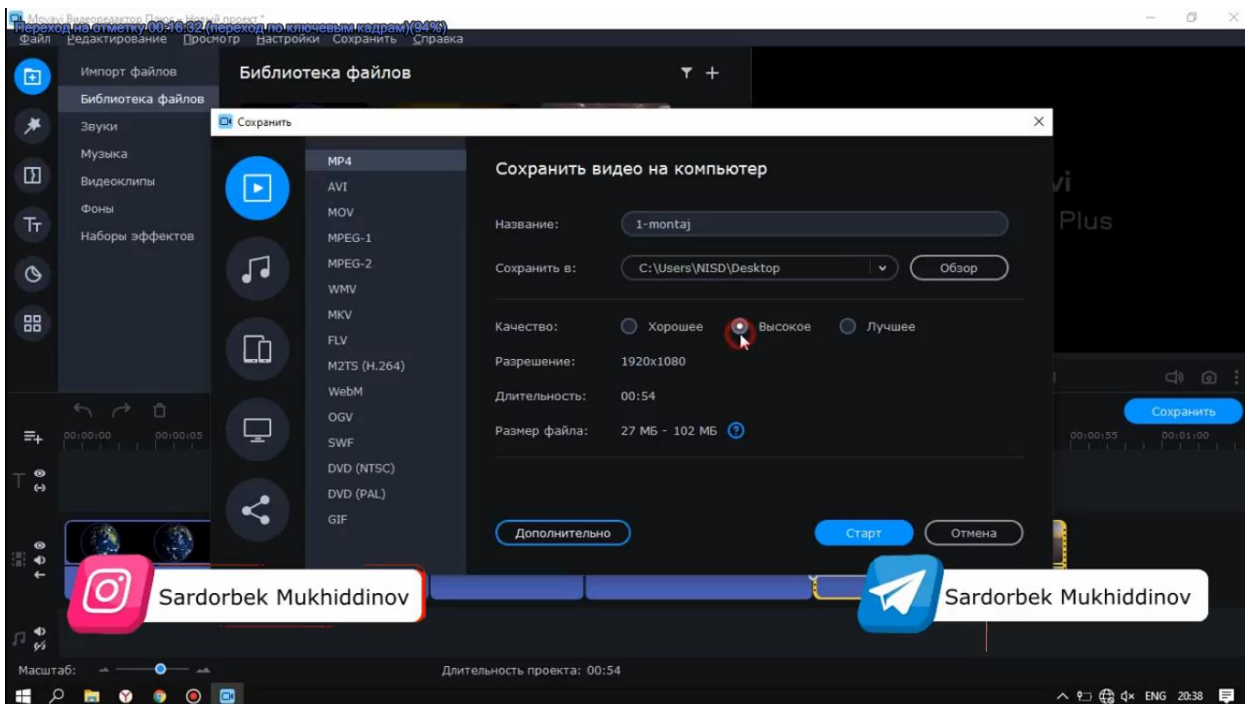 Movavi Видеоредактор Плюс - Новый проект *
Переход на отметку 00:16:32 (переход по ключевым кадрам)(94%)
Файл Редактирование Просмотр Настройки Сохранить Справка
Импорт файлов
Библиотека файлов
Звуки
Музыка
Видеоклипы
Фоны
Наборы эффектов
Библиотека файлов
Сохранить
MP4
AVI
MOV
MPEG-1
MPEG-2
WMV
MKV
FLV
M2TS (H.264)
WebM
OGV
SWF
DVD (NTSC)
DVD (PAL)
GIF
Сохранить видео на компьютер
Название: 1-montaj
Сохранить в: C:\Users\NISD\Desktop Обзор
Качество: Хорошее Высокое Лучшее
Разрешение: 1920x1080
Длительность: 00:54
Размер файла: 27 МБ - 102 МБ ?
Дополнительно Старт Отмена
vi
Plus
Сохранить
00:00:00 00:00:05 00:00:55 00:01:00
Sardorbek Mukhiddinov
Sardorbek Mukhiddinov
Масштаб: Длительность проекта: 00:54
ENG 20:38